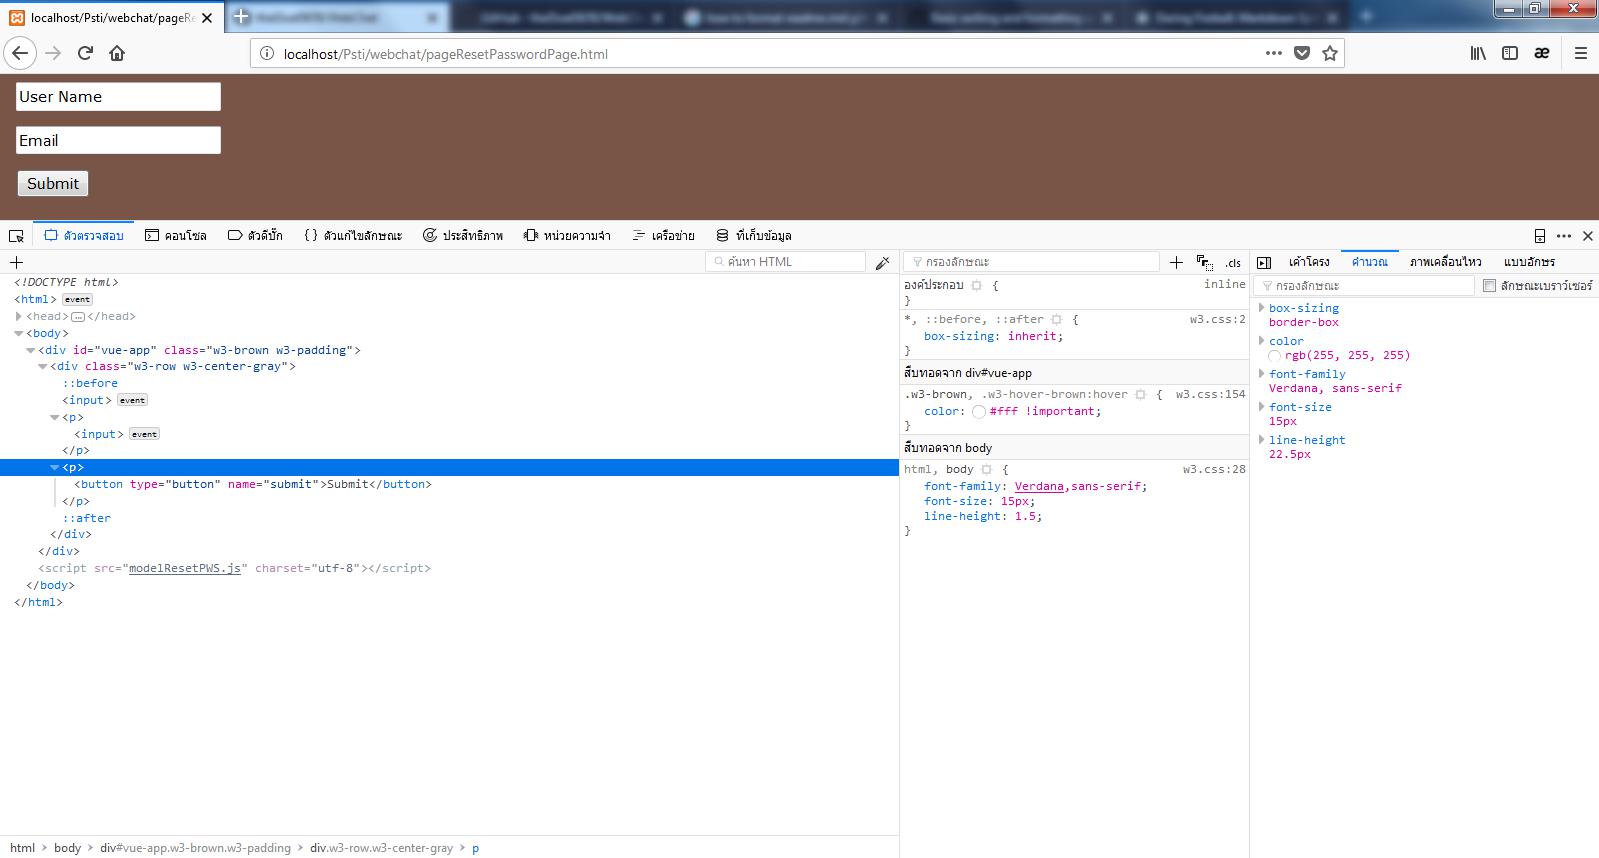 localhost/Psti/webchat/pageRe
localhost/Psti/webchat/pageResetPasswordPage.html
User Name
Email
Submit
ตัวตรวจสอบ คอนโซล ตัวดีบั๊ก {} ตัวแก้ไขลักษณะ ประสิทธิภาพ หน่วยความจำ เครือข่าย ที่เก็บข้อมูล
ค้นหา HTML
<!DOCTYPE html>
<html> event
<head>…</head>
<body>
<div id="vue-app" class="w3-brown w3-padding">
<div class="w3-row w3-center-gray">
::before
<input> event
<p>
<input> event
</p>
<p>
<button type="button" name="submit">Submit</button>
</p>
::after
</div>
</div>
<script src="modelResetPWS.js" charset="utf-8"></script>
</body>
</html>
html > body > div#vue-app.w3-brown.w3-padding > div.w3-row.w3-center-gray > p
กรองลักษณะ + .cls
องค์ประกอบ { inline
}
*, ::before, ::after { w3.css:2
box-sizing: inherit;
}
สืบทอดจาก div#vue-app
.w3-brown, .w3-hover-brown:hover { w3.css:154
color: #fff !important;
}
สืบทอดจาก body
html, body { w3.css:28
font-family: Verdana,sans-serif;
font-size: 15px;
line-height: 1.5;
}
เค้าโครง คำนวณ ภาพเคลื่อนไหว แบบอักษร
กรองลักษณะ ลักษณะเบราว์เซอร์
box-sizing
border-box
color
rgb(255, 255, 255)
font-family
Verdana, sans-serif
font-size
15px
line-height
22.5px